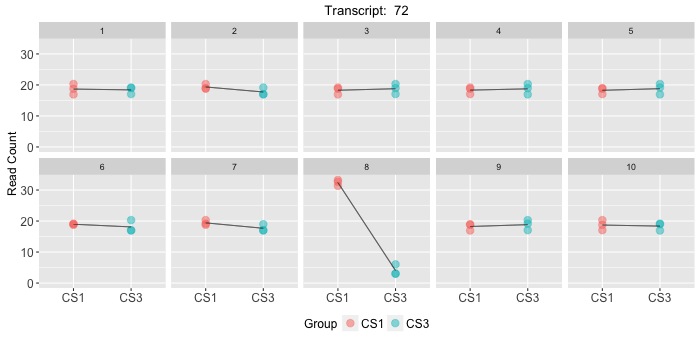 Transcript: 72
1 2 3 4 5
30
20
10
0
Read Count
6 7 8 9 10
30
20
10
0
CS1 CS3 CS1 CS3 CS1 CS3 CS1 CS3 CS1 CS3
Group CS1 CS3